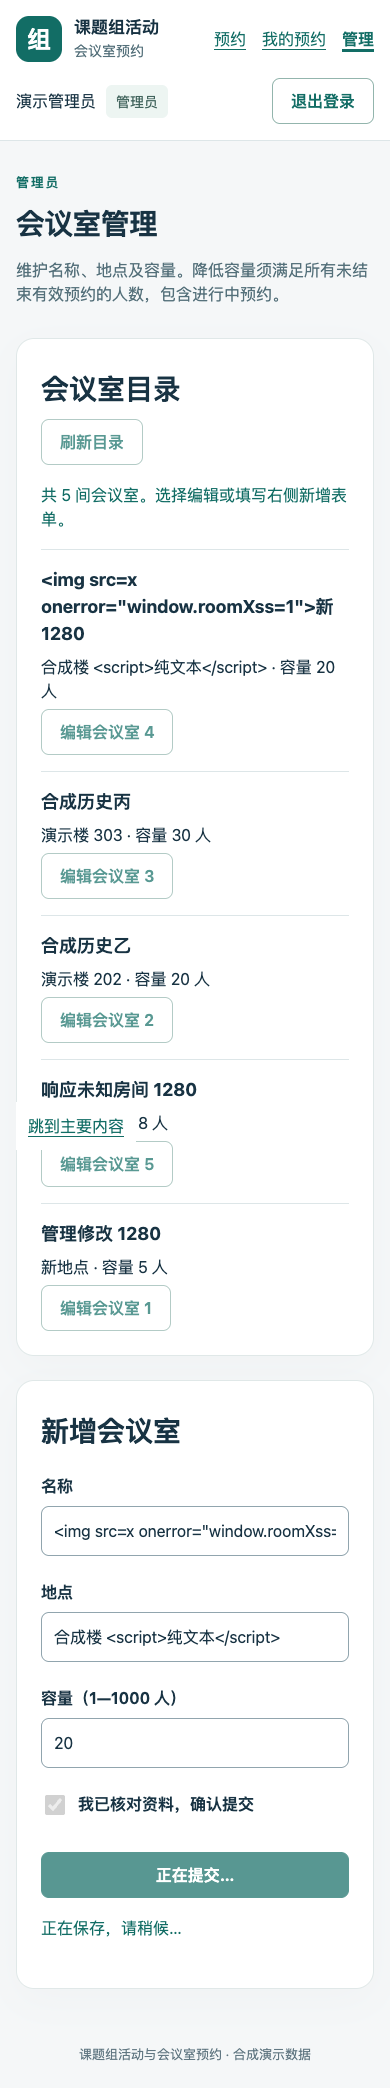 组
课题组活动
会议室预约
预约 我的预约 管理
演示管理员 管理员
退出登录
管理员
会议室管理
维护名称、地点及容量。降低容量须满足所有未结
束有效预约的人数，包含进行中预约。
会议室目录
刷新目录
共 5 间会议室。选择编辑或填写右侧新增表
单。
<img src=x
onerror="window.roomXss=1">新
1280
合成楼 <script>纯文本</script> · 容量 20
人
编辑会议室 4
合成历史丙
演示楼 303 · 容量 30 人
编辑会议室 3
合成历史乙
演示楼 202 · 容量 20 人
编辑会议室 2
响应未知房间 1280
跳到主要内容
8 人
编辑会议室 5
管理修改 1280
新地点 · 容量 5 人
编辑会议室 1
新增会议室
名称
<img src=x onerror="window.roomXss=
地点
合成楼 <script>纯文本</script>
容量（1—1000 人）
20
我已核对资料，确认提交
正在提交...
正在保存，请稍候...
课题组活动与会议室预约 · 合成演示数据